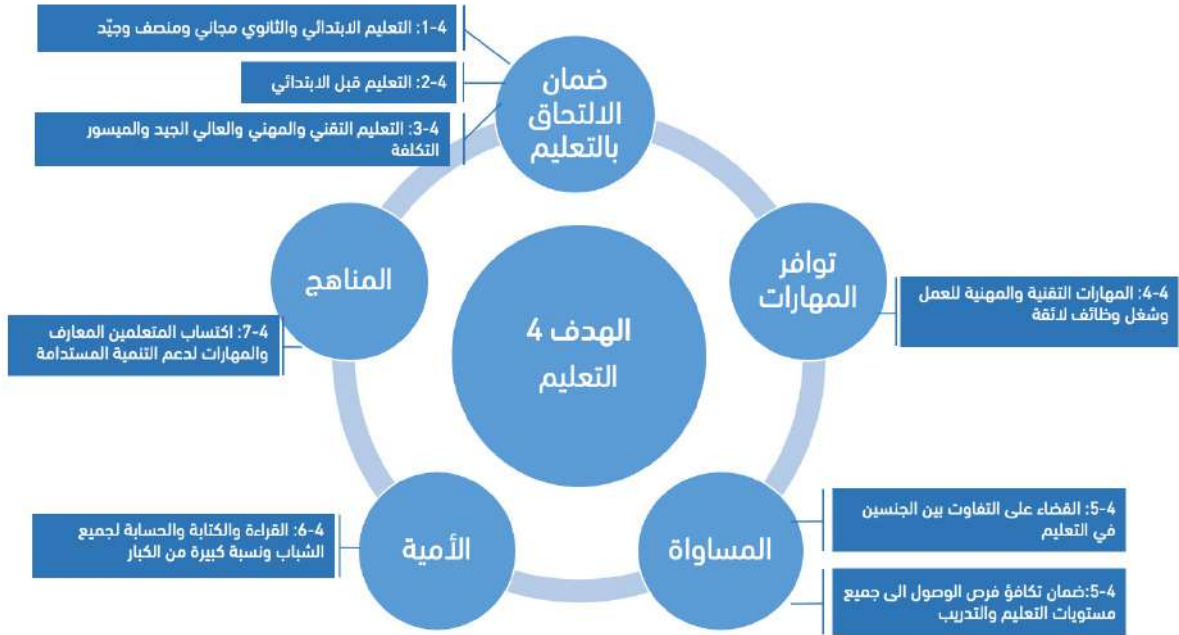 4-1: التعليم الابتدائي والثانوي مجاني ومنصف وجيّد
4-2: التعليم قبل الابتدائي
4-3: التعليم التقني والمهني والعالي الجيد والميسور
التكلفة
ضمان
الالتحاق
بالتعليم
توافر
المهارات
4-4: المهارات التقنية والمهنية للعمل
وشغل وظائف لائقة
المناهج
4-7: اكتساب المتعلمين المعارف
والمهارات لدعم التنمية المستدامة
الهدف 4
التعليم
المساواة
4-5: القضاء على التفاوت بين الجنسين
في التعليم
4-5:ضمان تكافؤ فرص الوصول الى جميع
مستويات التعليم والتدريب
الأمية
4-6: القراءة والكتابة والحسابة لجميع
الشباب ونسبة كبيرة من الكبار